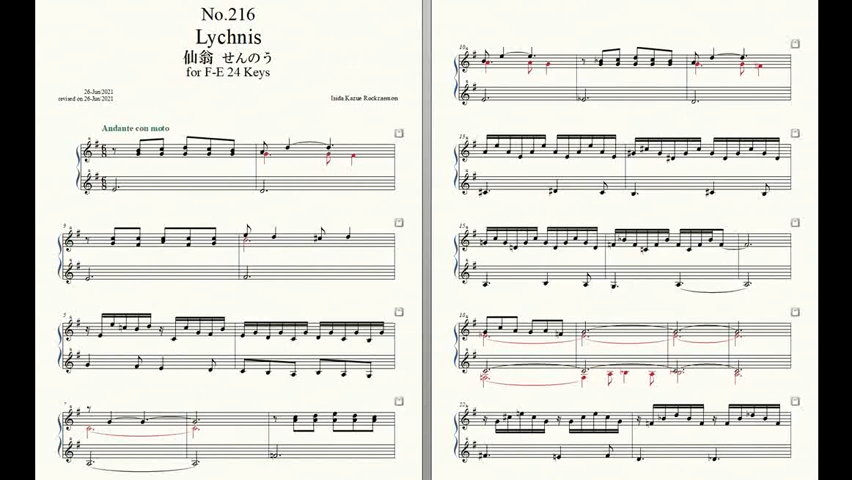 No.216
Lychnis
仙翁 せんのう
for F-E 24 Keys
26-Jun/2021
revised on 26-Jun/2021
Isida Kazue Rockzaemon
Andante con moto